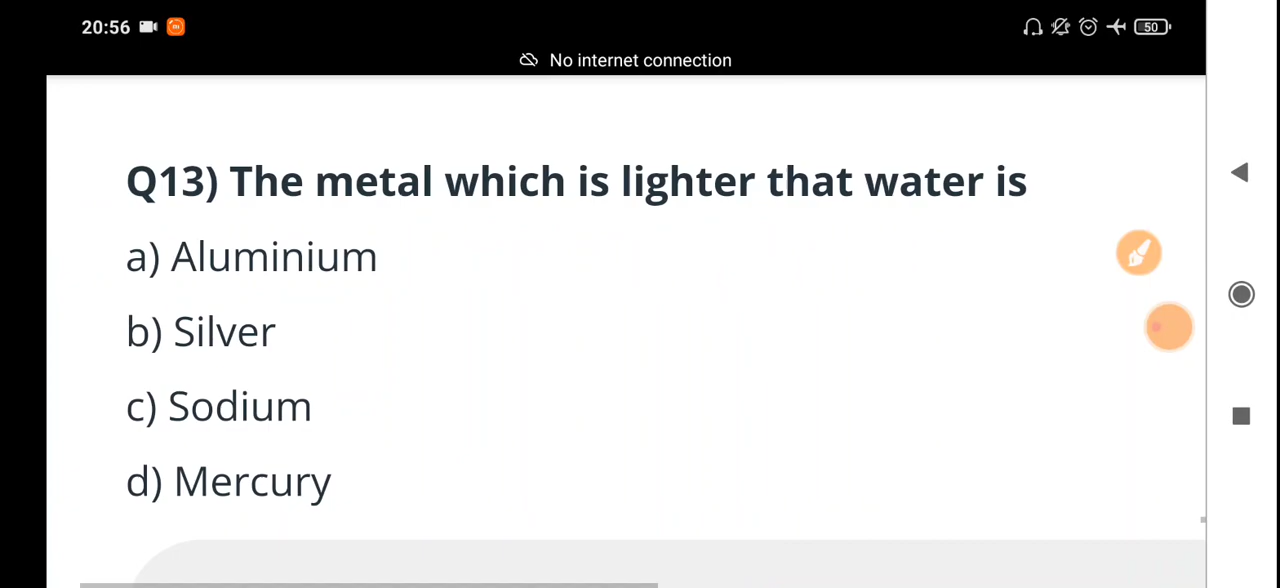 20:56 50
No internet connection
Q13) The metal which is lighter that water is
a) Aluminium
b) Silver
c) Sodium
d) Mercury